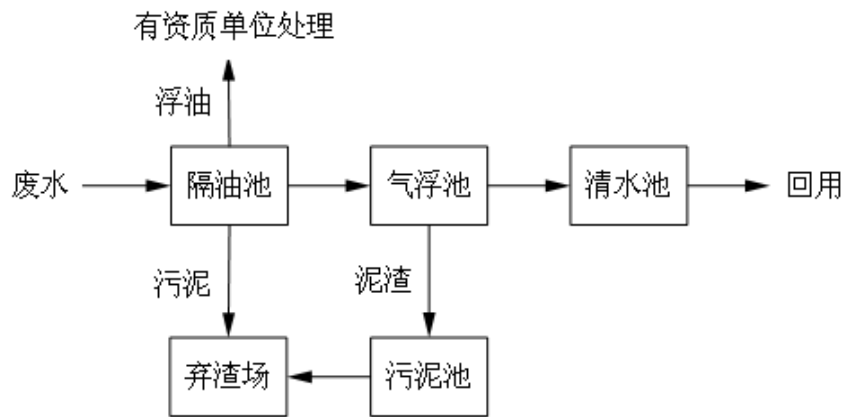 有资质单位处理
浮油
废水
隔油池
气浮池
清水池
回用
污泥
泥渣
弃渣场
污泥池